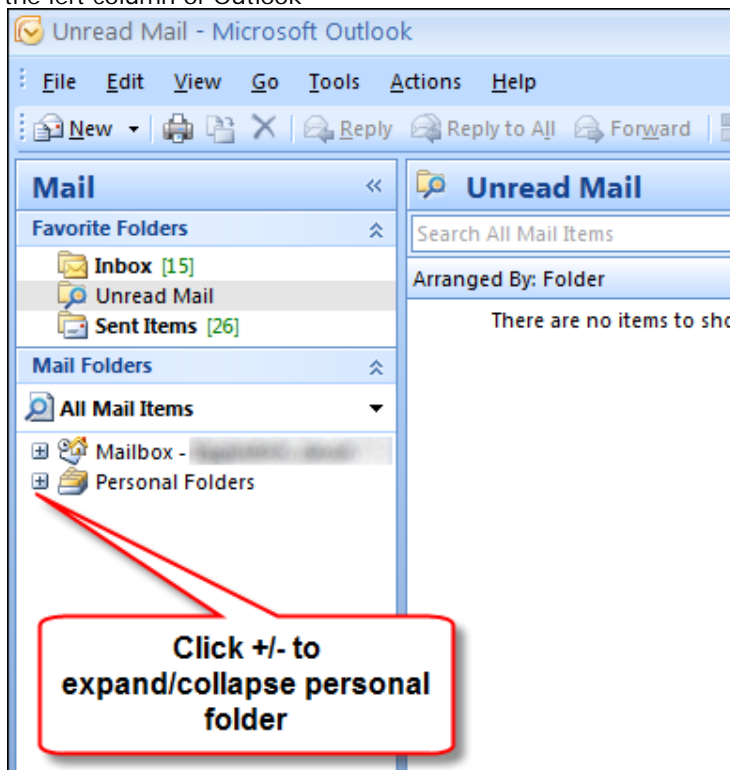 the left column of Outlook
Unread Mail - Microsoft Outlook
File Edit View Go Tools Actions Help
New Reply Reply to All Forward
Mail «
Unread Mail
Favorite Folders
Search All Mail Items
Inbox [15]
Arranged By: Folder
Unread Mail
There are no items to sho
Sent Items [26]
Mail Folders
All Mail Items
Mailbox -
Personal Folders
Click +/- to
expand/collapse personal
folder